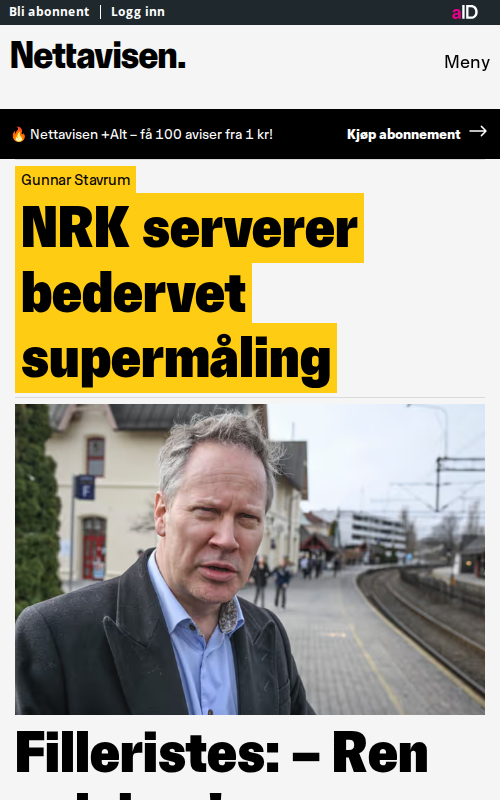 Bli abonnent | Logg inn
aID
Nettavisen.
Meny
🔥 Nettavisen +Alt – få 100 aviser fra 1 kr!
Kjøp abonnement →
Gunnar Stavrum
NRK serverer
bedervet
supermåling
F
Filleristes: – Ren